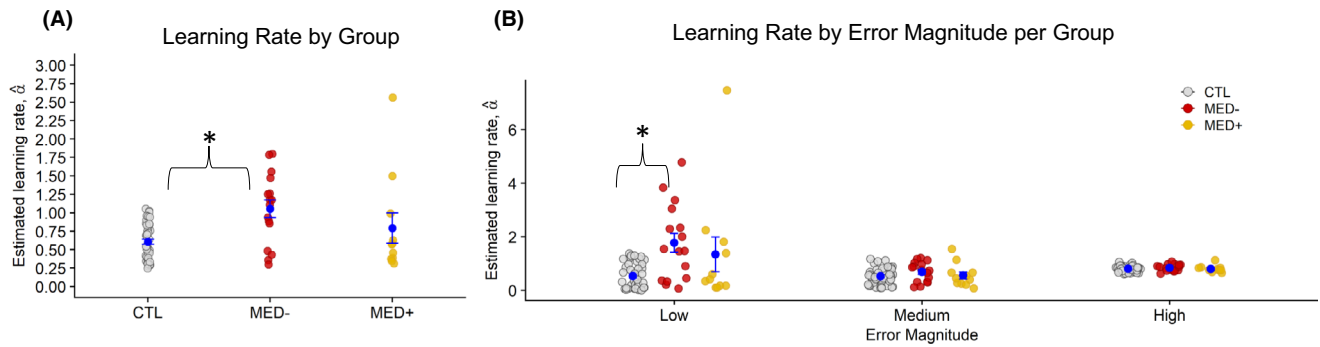 (A)
Learning Rate by Group
Estimated learning rate, α̂
3.00
2.75
2.50
2.25
2.00
1.75
1.50
1.25
1.00
0.75
0.50
0.25
0.00
*
CTL MED- MED+
(B)
Learning Rate by Error Magnitude per Group
Estimated learning rate, α̂
6
4
2
0
*
CTL
MED-
MED+
Low Medium High
Error Magnitude